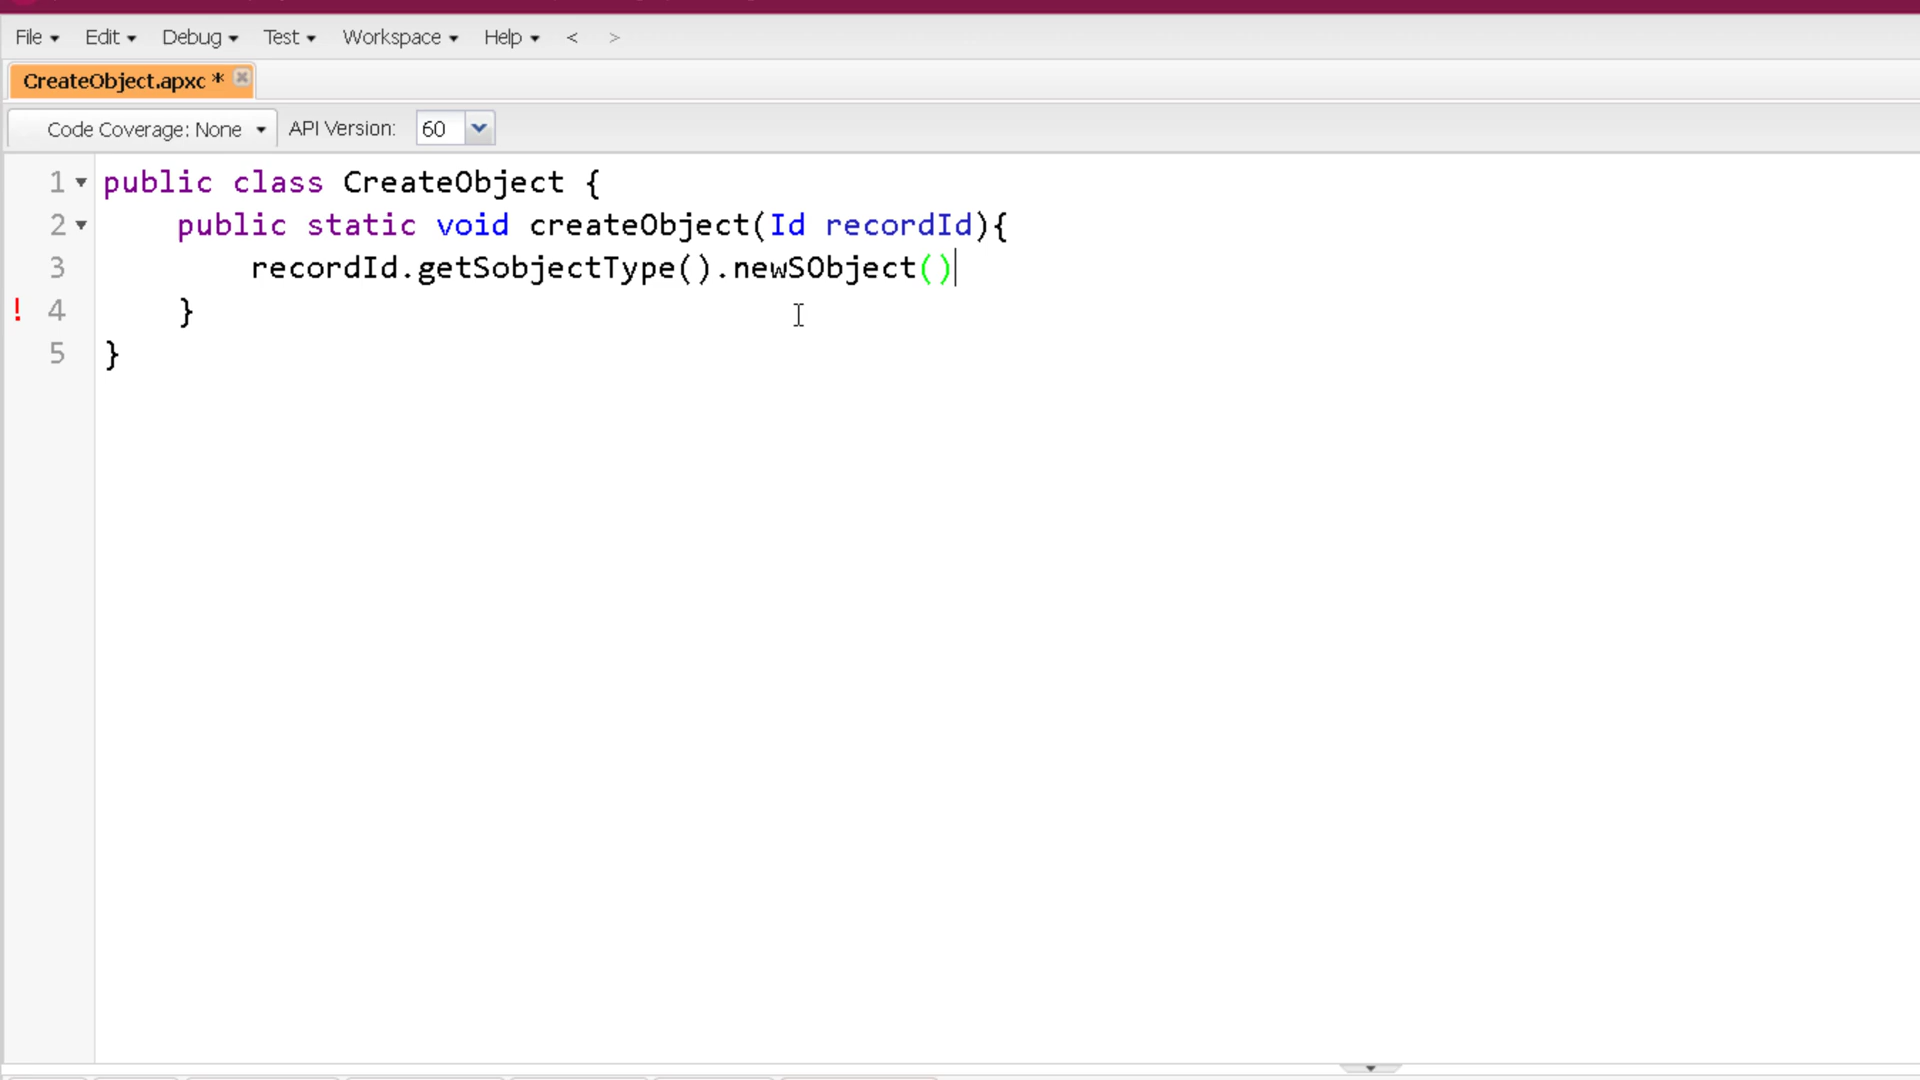 File Edit Debug Test Workspace Help < >
CreateObject.apxc *
Code Coverage: None API Version: 60
1 public class CreateObject {
2 public static void createObject(Id recordId){
3 recordId.getSobjectType().newSObject()
! 4 }
5 }